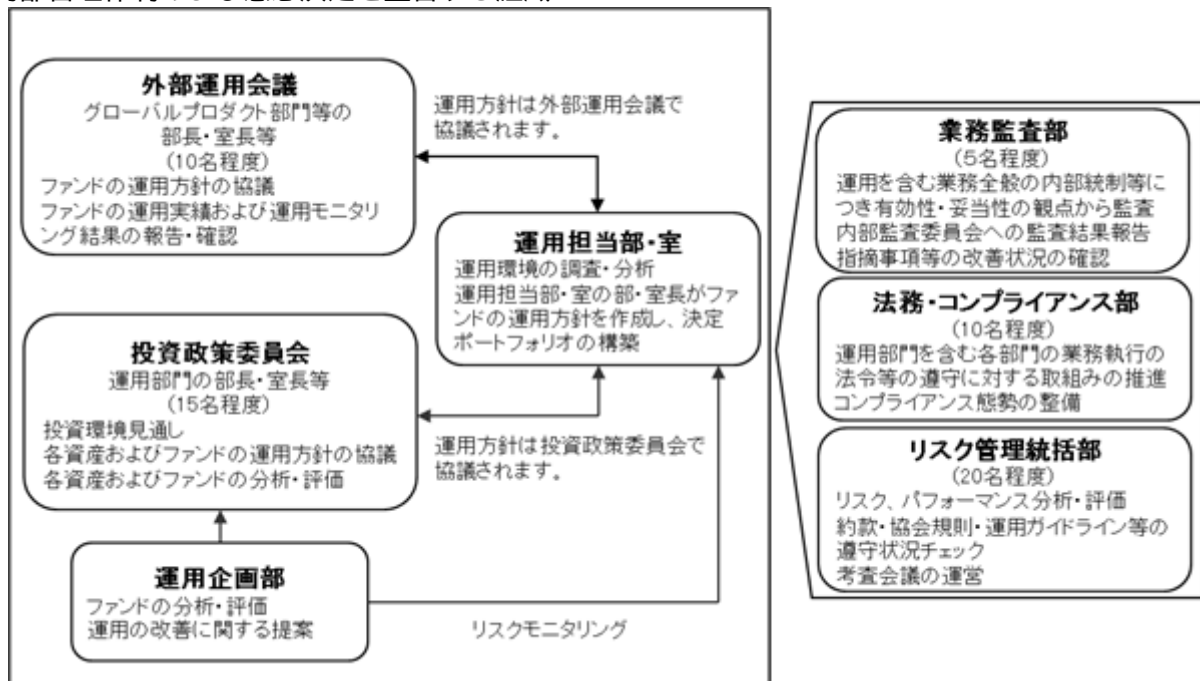 外部運用会議
グローバルプロダクト部門等の
部長・室長等
(10名程度)
ファンドの運用方針の協議
ファンドの運用実績および運用モニタリ
ング結果の報告・確認
運用方針は外部運用会議で
協議されます。
運用担当部・室
運用環境の調査・分析
運用担当部・室の部・室長がファ
ンドの運用方針を作成し、決定
ポートフォリオの構築
投資政策委員会
運用部門の部長・室長等
(15名程度)
投資環境見通し
各資産およびファンドの運用方針の協議
各資産およびファンドの分析・評価
運用方針は投資政策委員会で
協議されます。
運用企画部
ファンドの分析・評価
運用の改善に関する提案
リスクモニタリング
業務監査部
(5名程度)
運用を含む業務全般の内部統制等に
つき有効性・妥当性の観点から監査
内部監査委員会への監査結果報告
指摘事項等の改善状況の確認
法務・コンプライアンス部
(10名程度)
運用部門を含む各部門の業務執行の
法令等の遵守に対する取組みの推進
コンプライアンス態勢の整備
リスク管理統括部
(20名程度)
リスク、パフォーマンス分析・評価
約款・協会規則・運用ガイドライン等の
遵守状況チェック
考査会議の運営